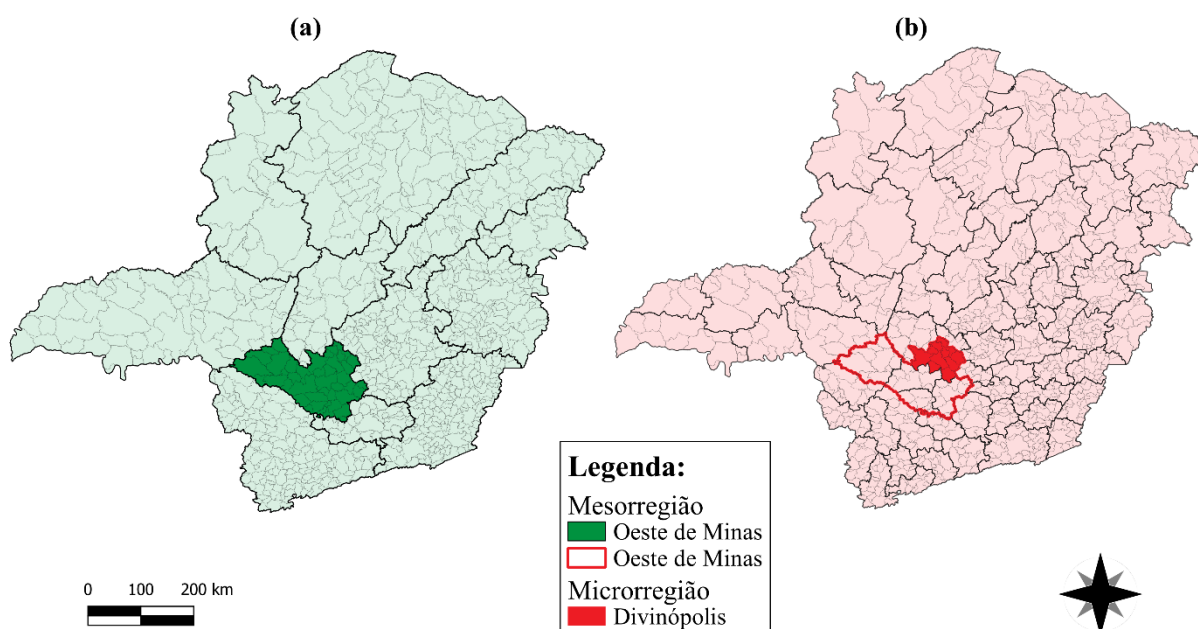 (a)
(b)
Legenda:
Mesorregião
Oeste de Minas
Oeste de Minas
Microrregião
Divinópolis
0 100 200 km